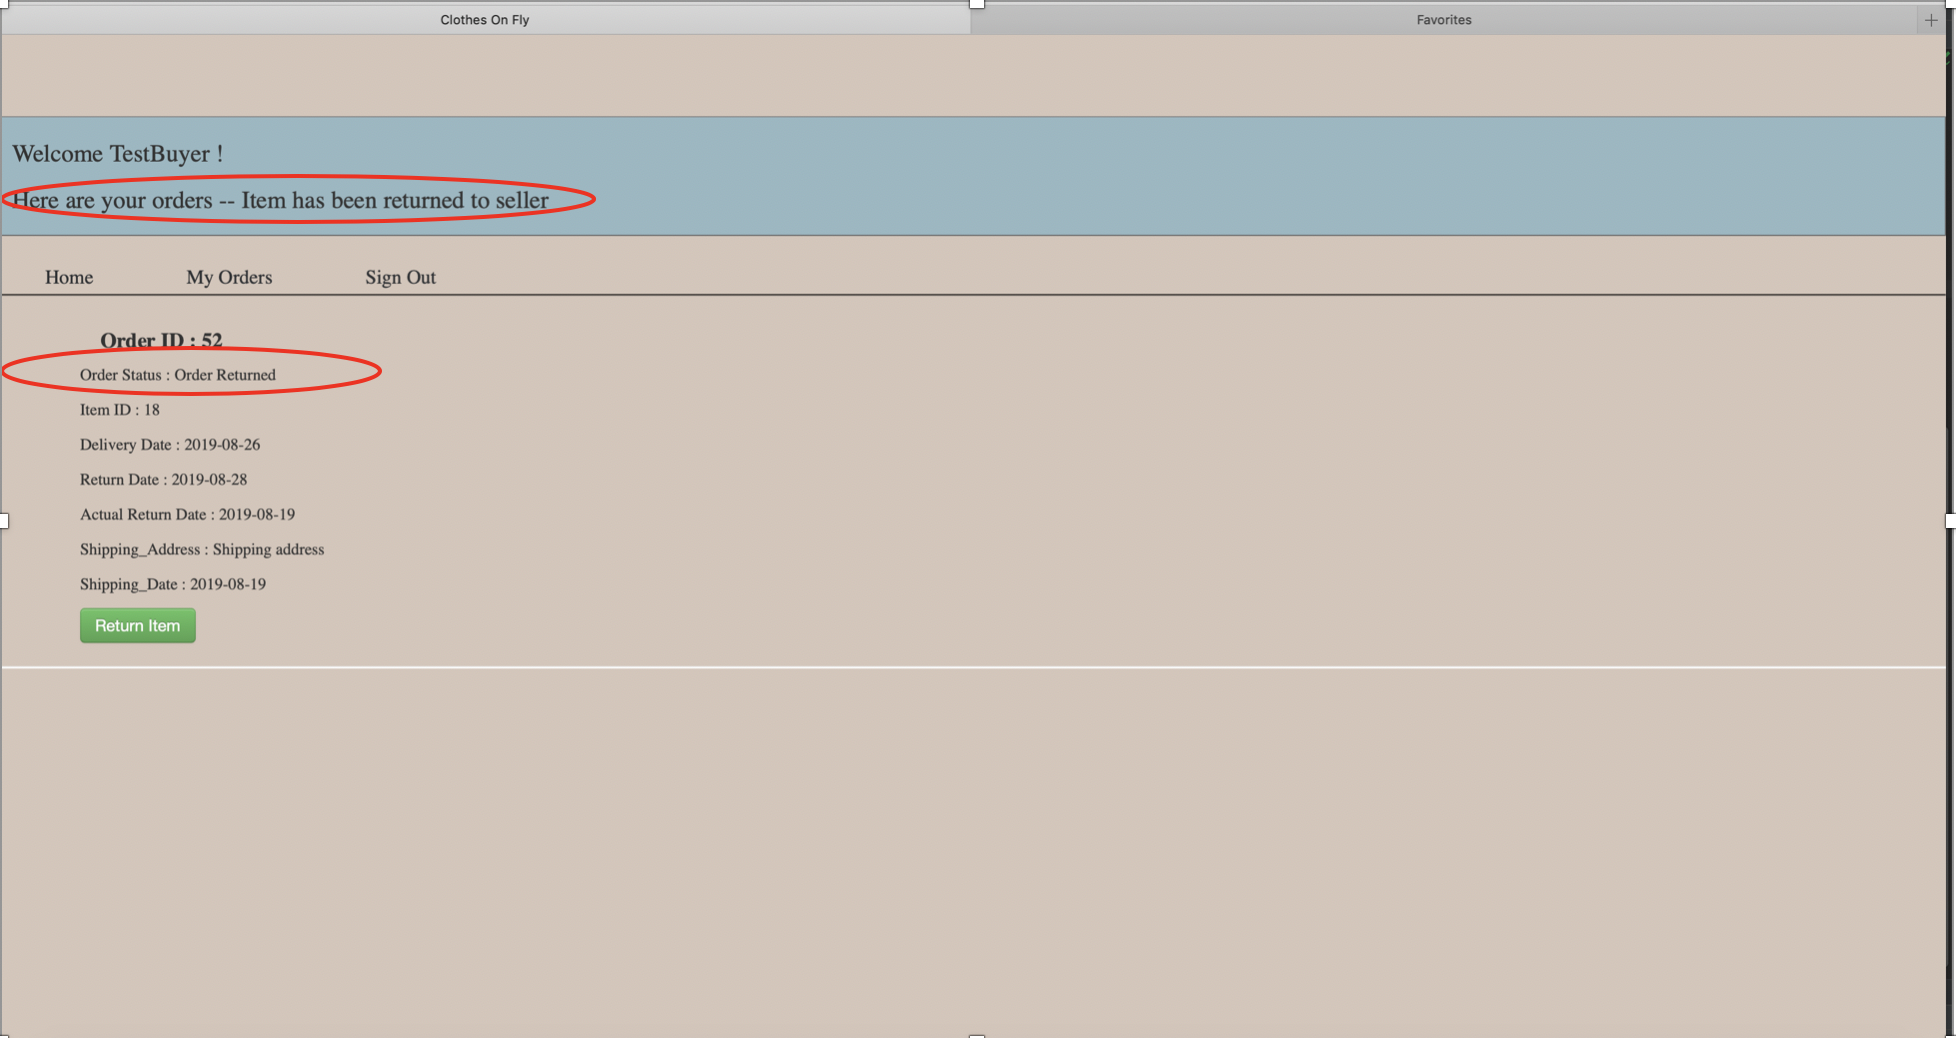 Clothes On Fly
Favorites
Welcome TestBuyer !
Here are your orders -- Item has been returned to seller
Home
My Orders
Sign Out
Order ID : 52
Order Status : Order Returned
Item ID : 18
Delivery Date : 2019-08-26
Return Date : 2019-08-28
Actual Return Date : 2019-08-19
Shipping_Address : Shipping address
Shipping_Date : 2019-08-19
Return Item